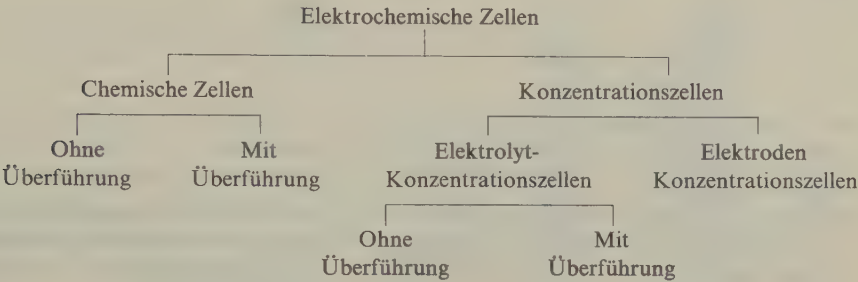 Elektrochemische Zellen
Chemische Zellen
Konzentrationszellen
Ohne
Überführung
Mit
Überführung
Elektrolyt-
Konzentrationszellen
Elektroden
Konzentrationszellen
Ohne
Überführung
Mit
Überführung